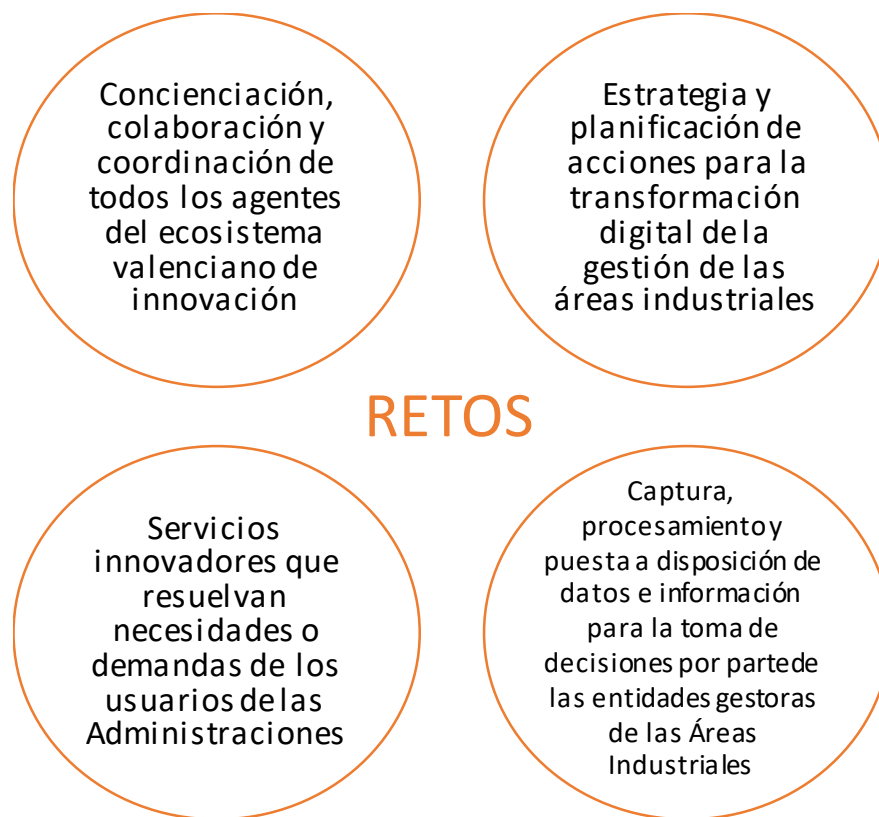 Concienciación,
colaboración y
coordinación de
todos los agentes
del ecosistema
valenciano de
innovación
Estrategia y
planificación de
acciones para la
transformación
digital de la
gestión de las
áreas industriales
RETOS
Servicios
innovadores que
resuelvan
necesidades o
demandas de los
usuarios de las
Administraciones
Captura,
procesamiento y
puesta a disposición de
datos e información
para la toma de
decisiones por parte de
las entidades gestoras
de las Áreas
Industriales